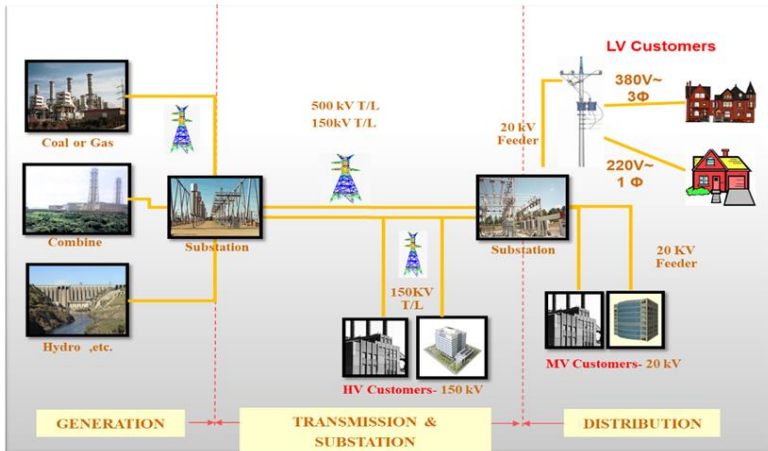 LV Customers
380V~
3Φ
500 kV T/L
150kV T/L
20 kV
Feeder
Coal or Gas
220V~
1 Φ
Combine
Substation
Substation
20 KV
Feeder
150KV
T/L
Hydro ,etc.
MV Customers- 20 kV
HV Customers- 150 kV
GENERATION
TRANSMISSION &
SUBSTATION
DISTRIBUTION